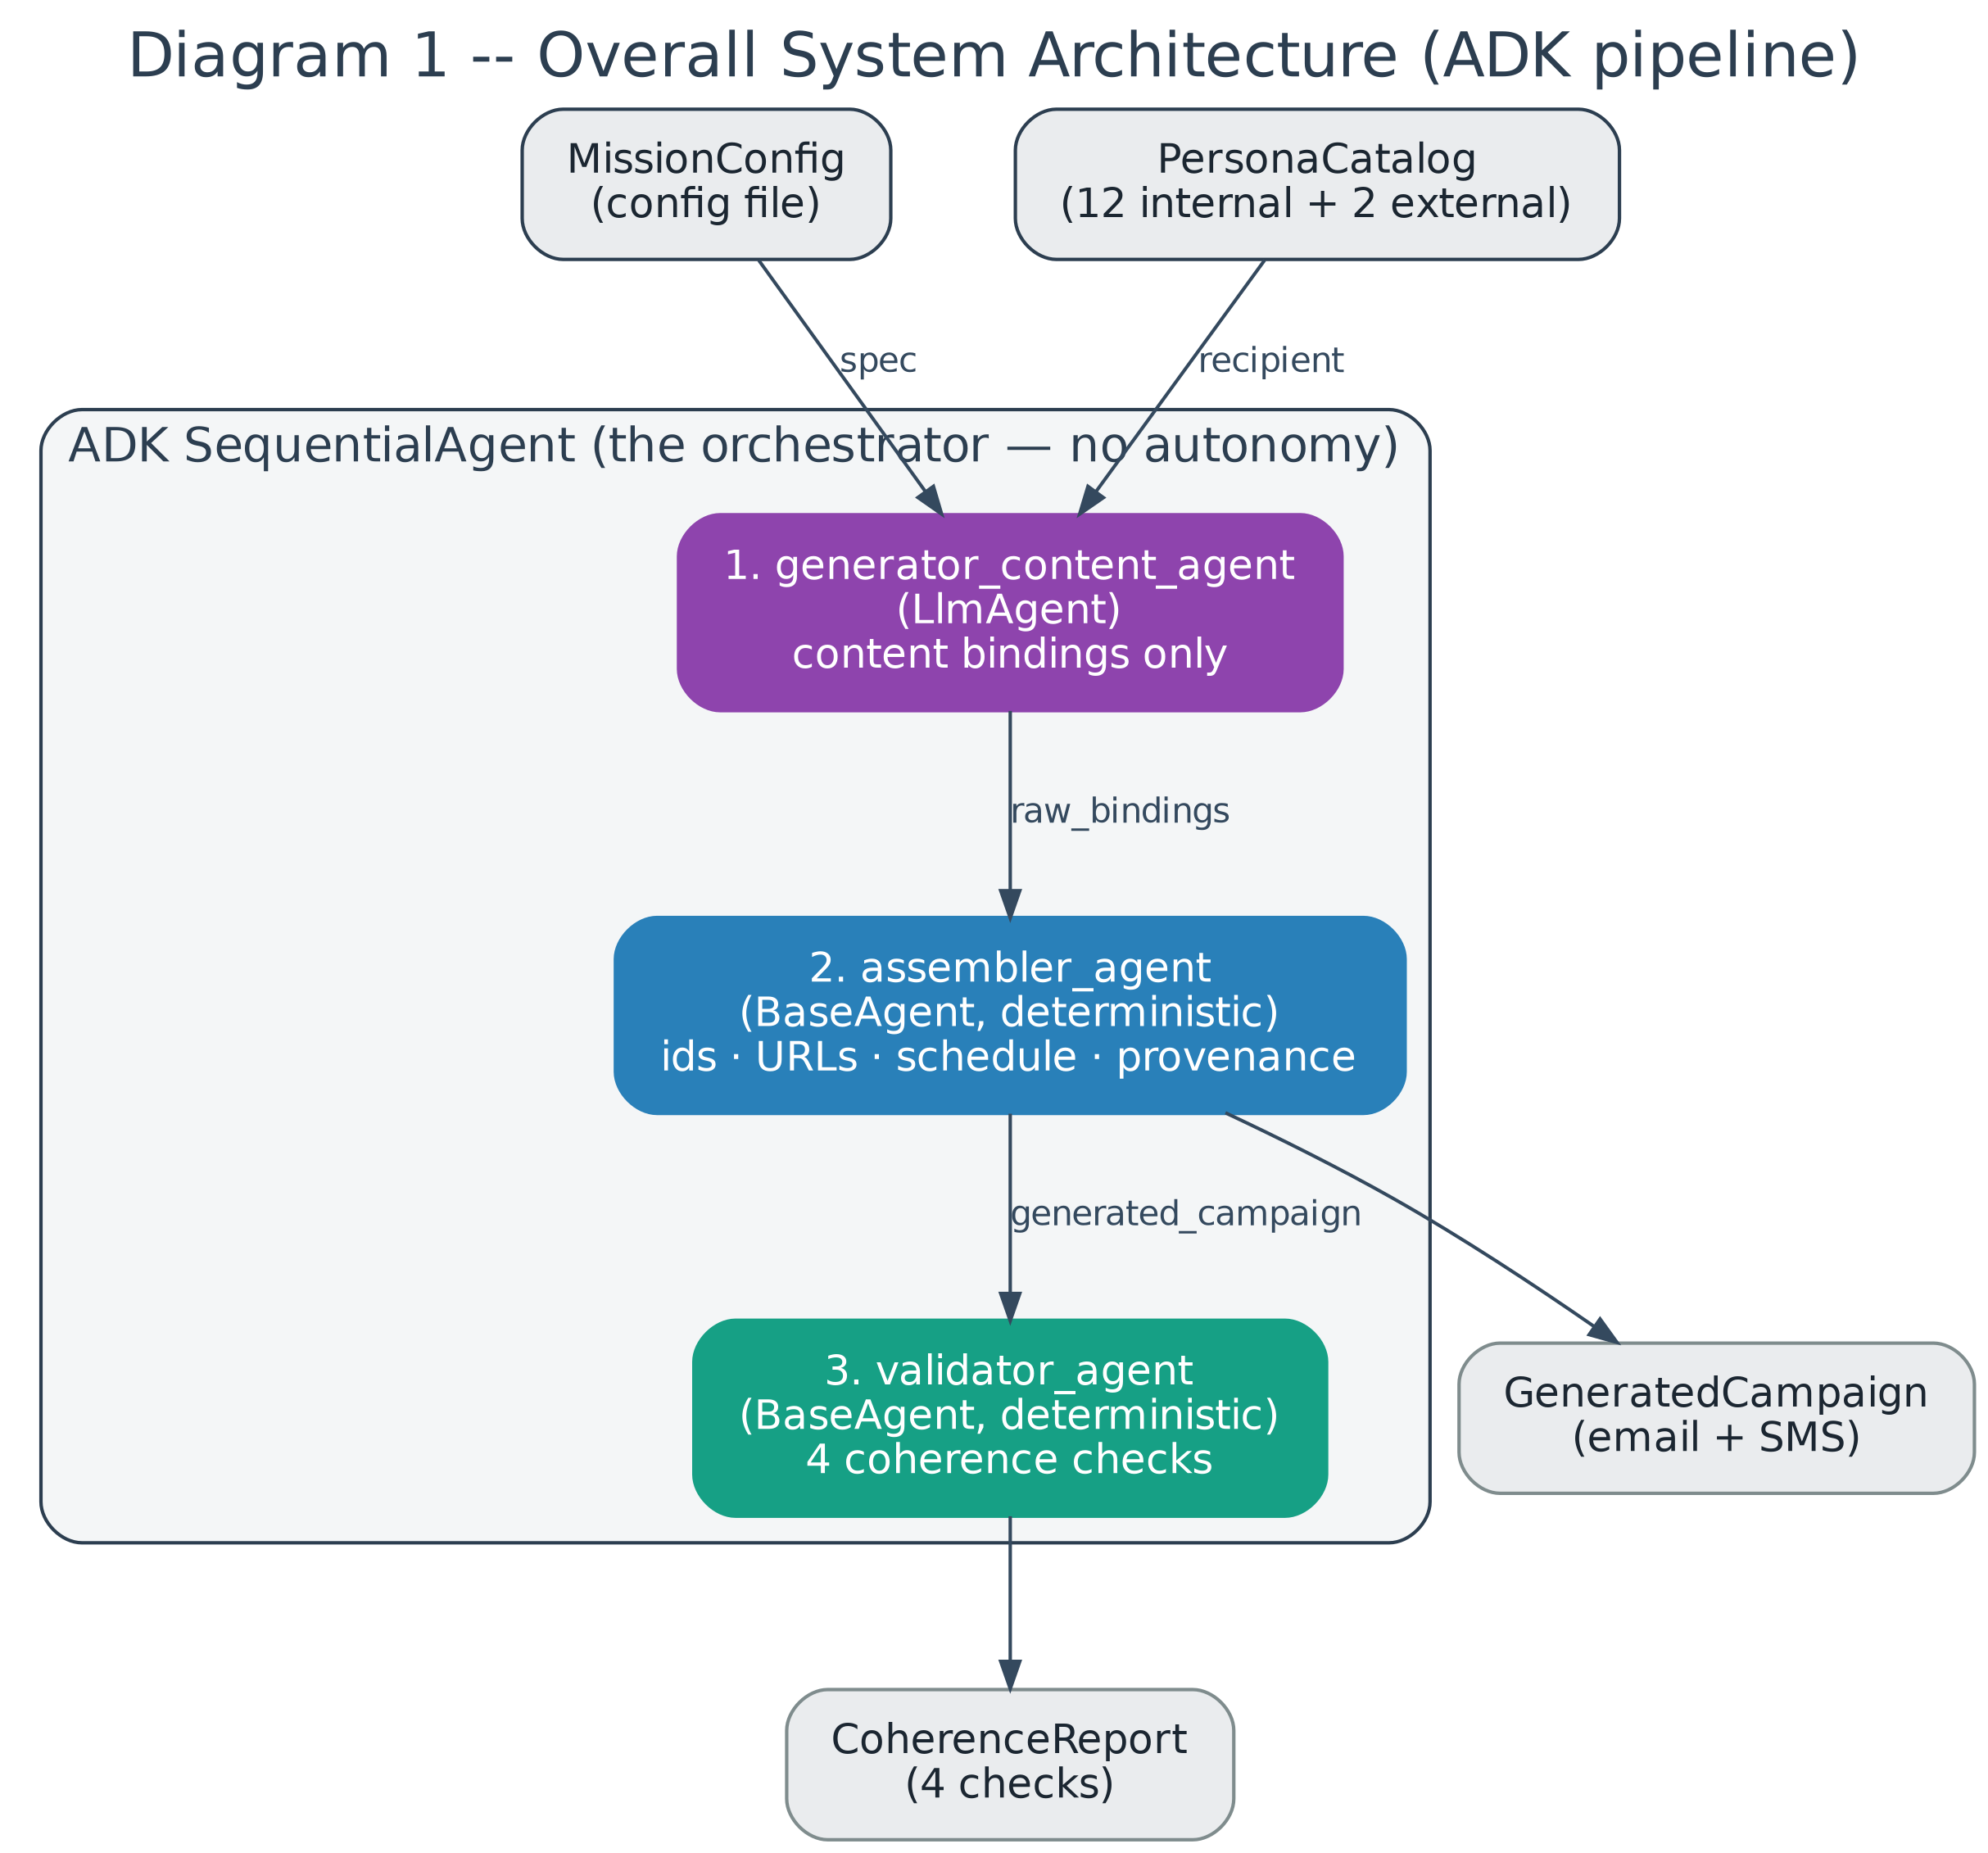 Diagram 1 -- Overall System Architecture (ADK pipeline)
MissionConfig
(config file)
PersonaCatalog
(12 internal + 2 external)
spec
recipient
ADK SequentialAgent (the orchestrator — no autonomy)
1. generator_content_agent
(LlmAgent)
content bindings only
raw_bindings
2. assembler_agent
(BaseAgent, deterministic)
ids · URLs · schedule · provenance
generated_campaign
3. validator_agent
(BaseAgent, deterministic)
4 coherence checks
GeneratedCampaign
(email + SMS)
CoherenceReport
(4 checks)